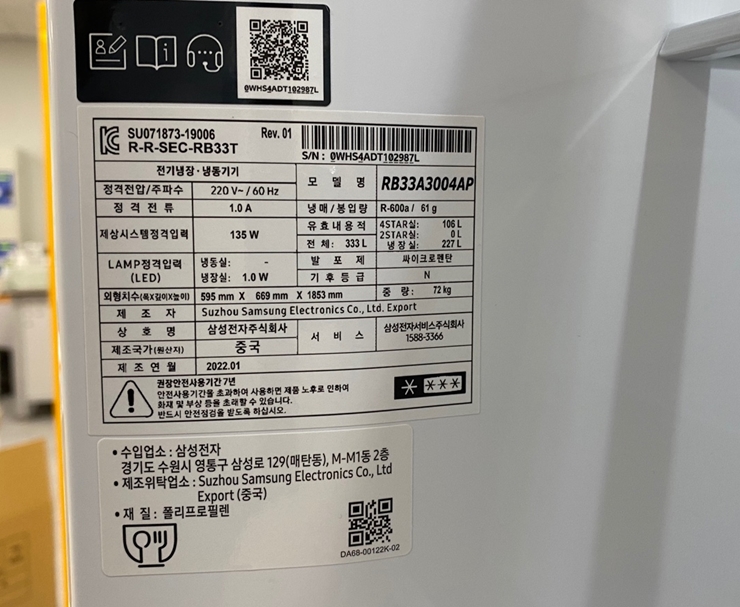 0WHS4ADT102987L
SU071873-19006 Rev. 01
R-R-SEC-RB33T
S/N : 0WHS4ADT102987L
전기냉장·냉동기기
모 델 명 RB33A3004AP
정격전압/주파수 220 V~ / 60 Hz
정 격 전 류 1.0 A
냉매/봉입량 R-600a / 61 g
제상시스템정격입력 135 W
유 효 내 용 적
전 체: 333 L
4STAR실: 106 L
2STAR실: 0 L
냉 장 실: 227 L
LAMP정격입력
(LED)
냉동실: -
냉장실: 1.0 W
발 포 제 싸이크로펜탄
기 후 등 급 N
외형치수(폭X깊이X높이) 595 mm X 669 mm X 1853 mm
중 량: 72 kg
제 조 자 Suzhou Samsung Electronics Co., Ltd. Export
상 호 명 삼성전자주식회사
서 비 스 삼성전자서비스주식회사
1588-3366
제조국가(원산지) 중국
제 조 연 월 2022.01
권장안전사용기간 7년
안전사용기간을 초과하여 사용하면 제품 노후로 인하여
화재 및 부상 등을 초래할 수 있습니다.
반드시 안전점검을 받도록 하십시오.
• 수입업소 : 삼성전자
경기도 수원시 영통구 삼성로 129(매탄동), M-M1동 2층
• 제조위탁업소 : Suzhou Samsung Electronics Co., Ltd
Export (중국)
• 재 질 : 폴리프로필렌
DA68-00122K-02